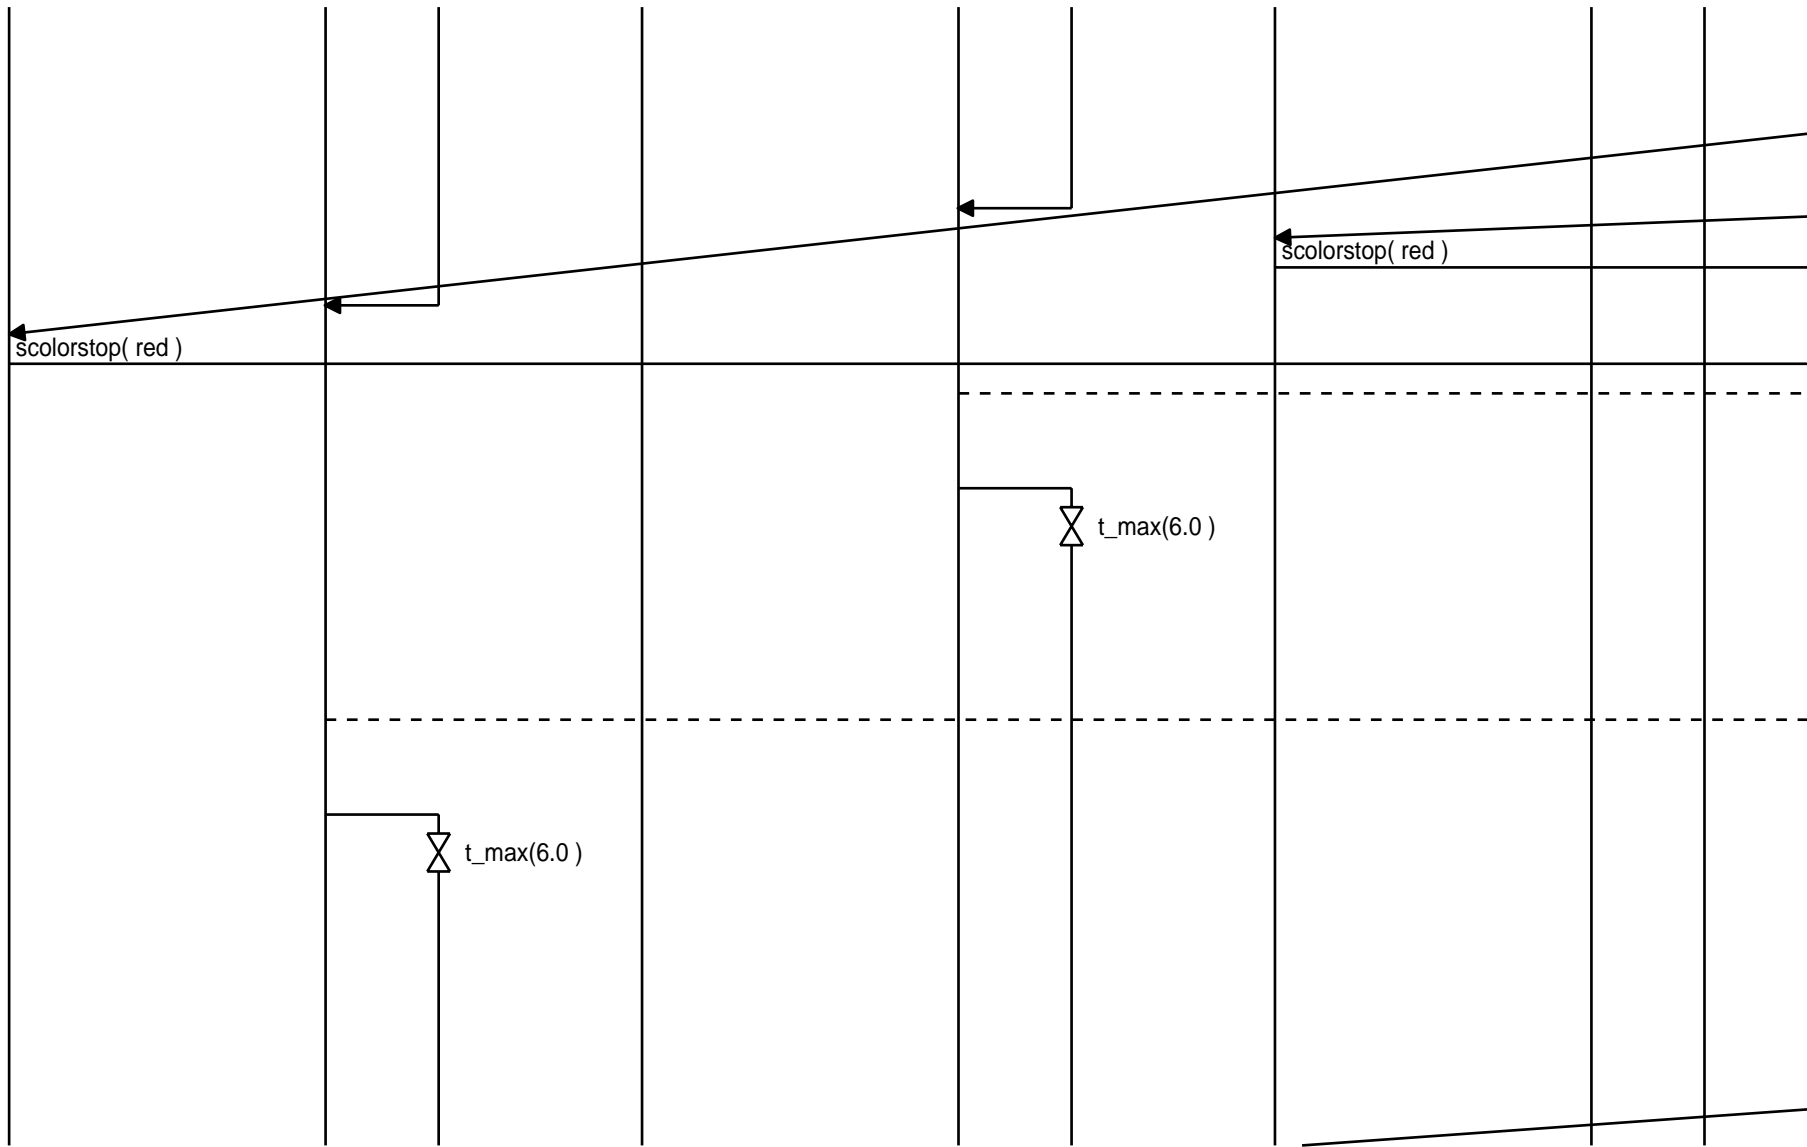 scolorstop( red )
scolorstop( red )
t_max(6.0 )
t_max(6.0 )